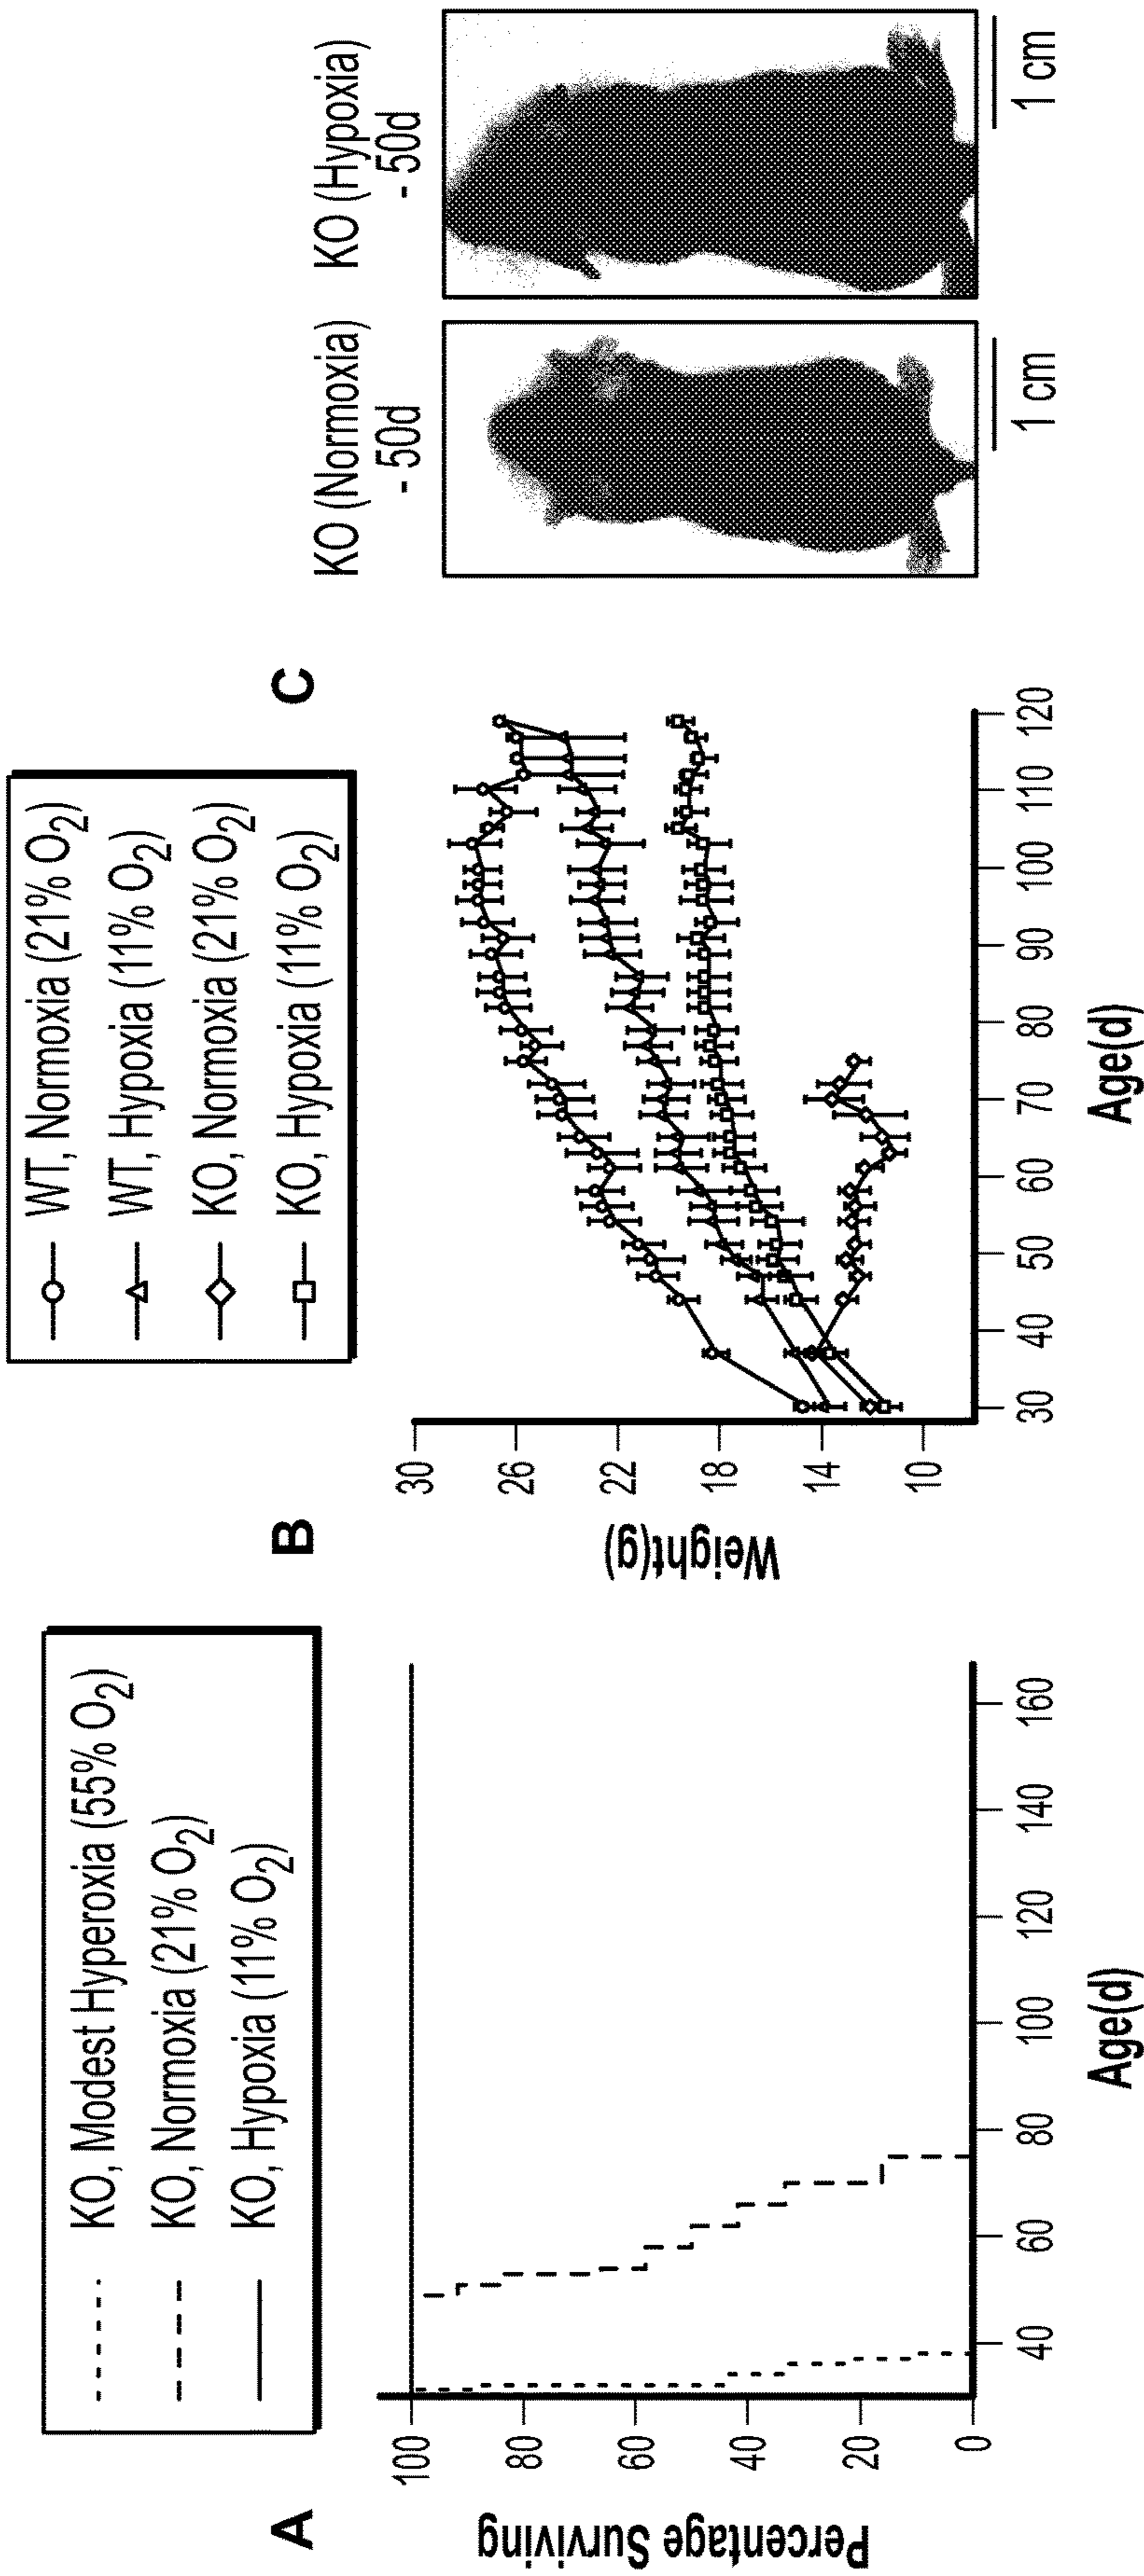 A
KO, Modest Hyperoxia (55% O2)
KO, Normoxia (21% O2)
KO, Hypoxia (11% O2)
Percentage Surviving
100
80
60
40
20
0
40
60
80
100
120
140
160
Age(d)
B
WT, Normoxia (21% O2)
WT, Hypoxia (11% O2)
KO, Normoxia (21% O2)
KO, Hypoxia (11% O2)
Weight(g)
30
26
22
18
14
10
30
40
50
60
70
80
90
100
110
120
Age(d)
C
KO (Normoxia)
- 50d
1 cm
KO (Hypoxia)
- 50d
1 cm